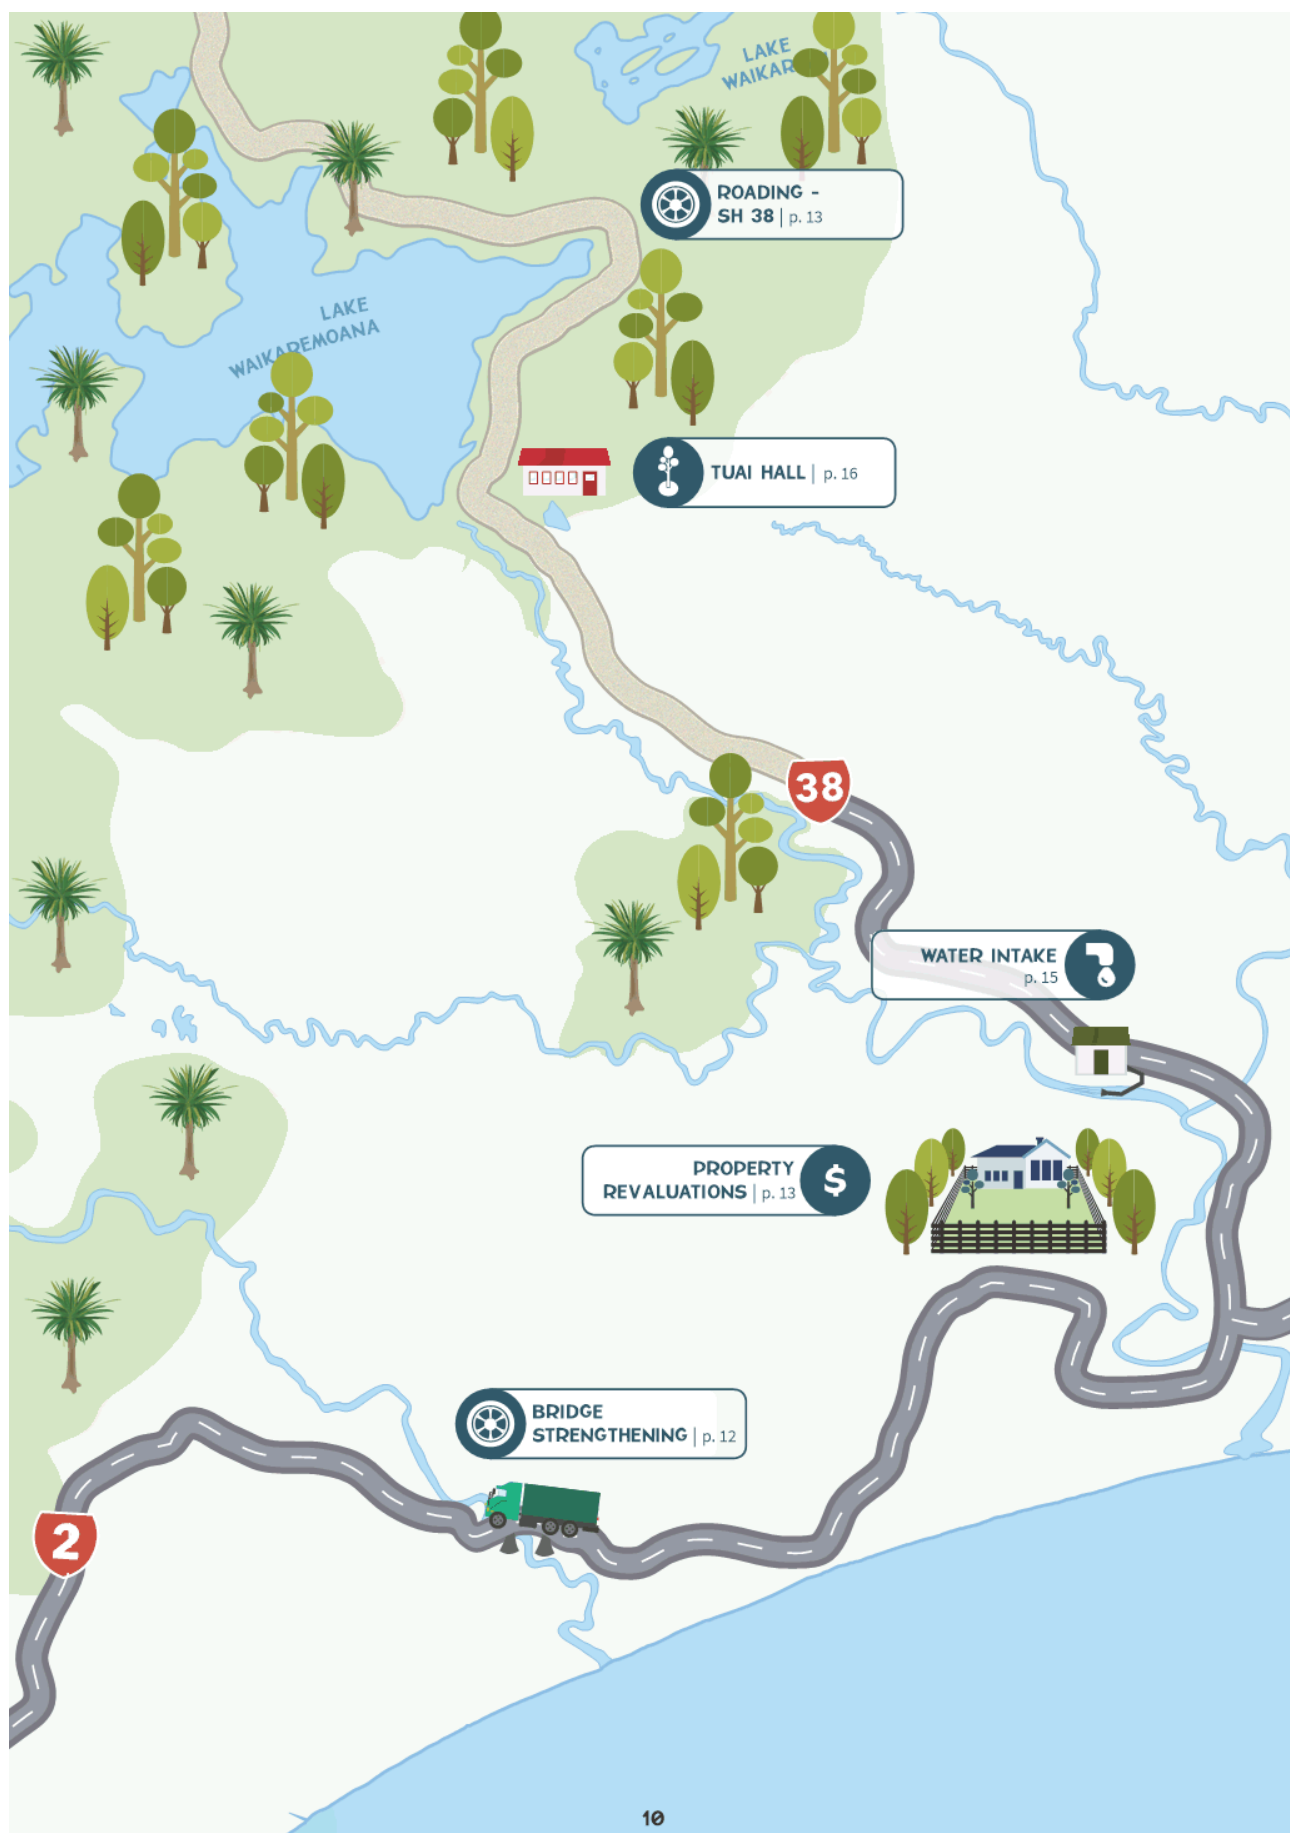 LAKE
ROADING -
SH 38 | p. 13
LAKE
WAIKAREMOANA
TUAI HALL | p. 16
38
WATER INTAKE
p. 15
PROPERTY
REVALUATIONS | p. 13
BRIDGE
STRENGTHENING | p. 12
2
10